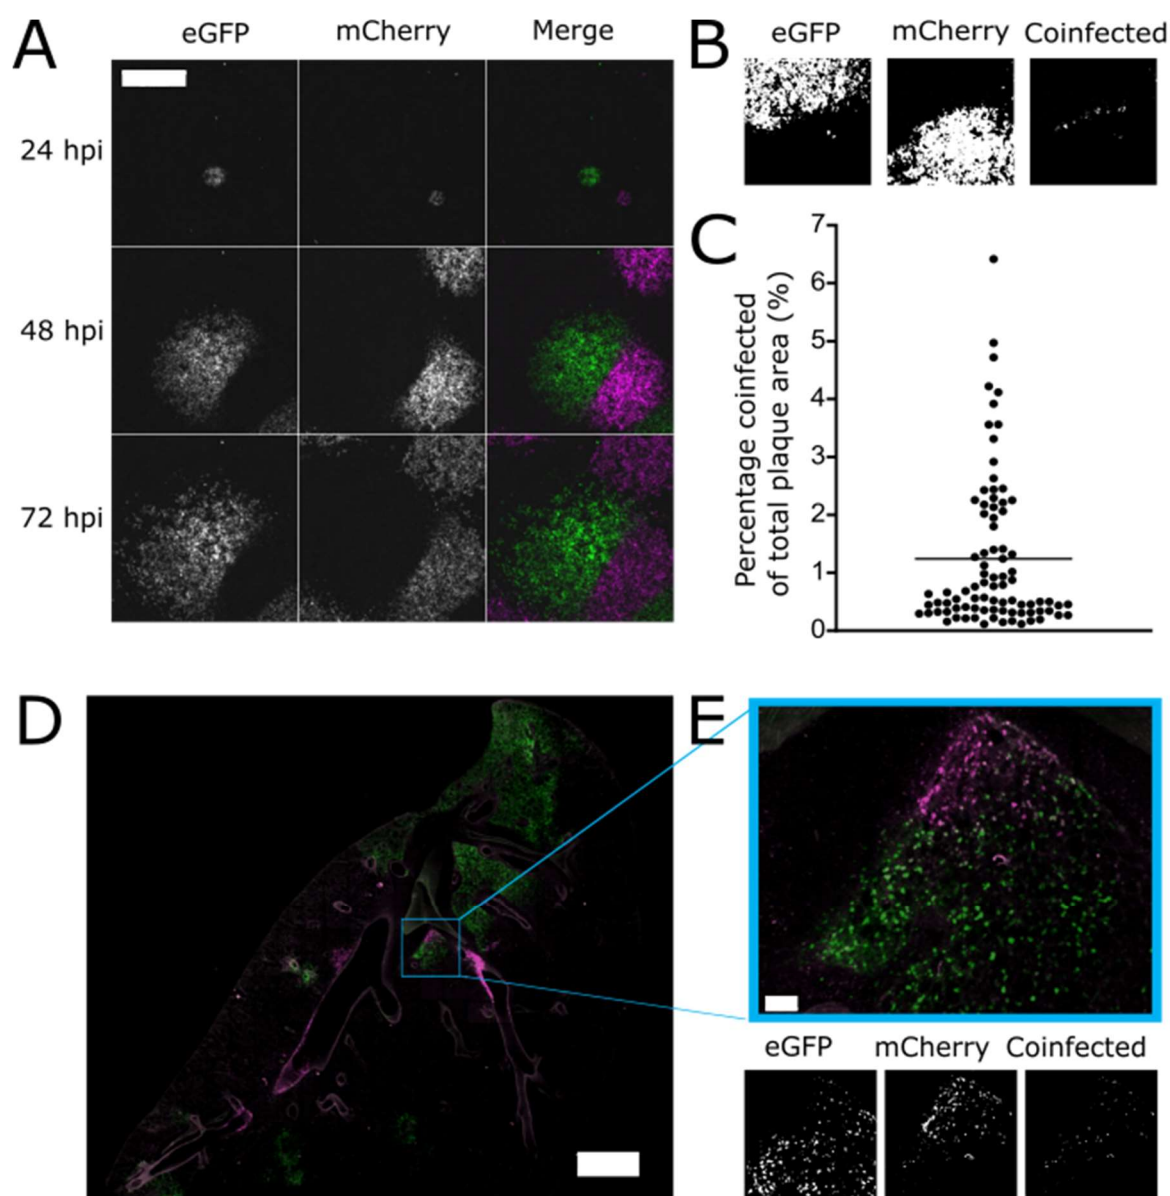 A
eGFP mCherry Merge
24 hpi
48 hpi
72 hpi
B
eGFP mCherry Coinfected
C
Percentage coinfected
of total plaque area (%)
7
6
5
4
3
2
1
0
D
E
eGFP mCherry Coinfected